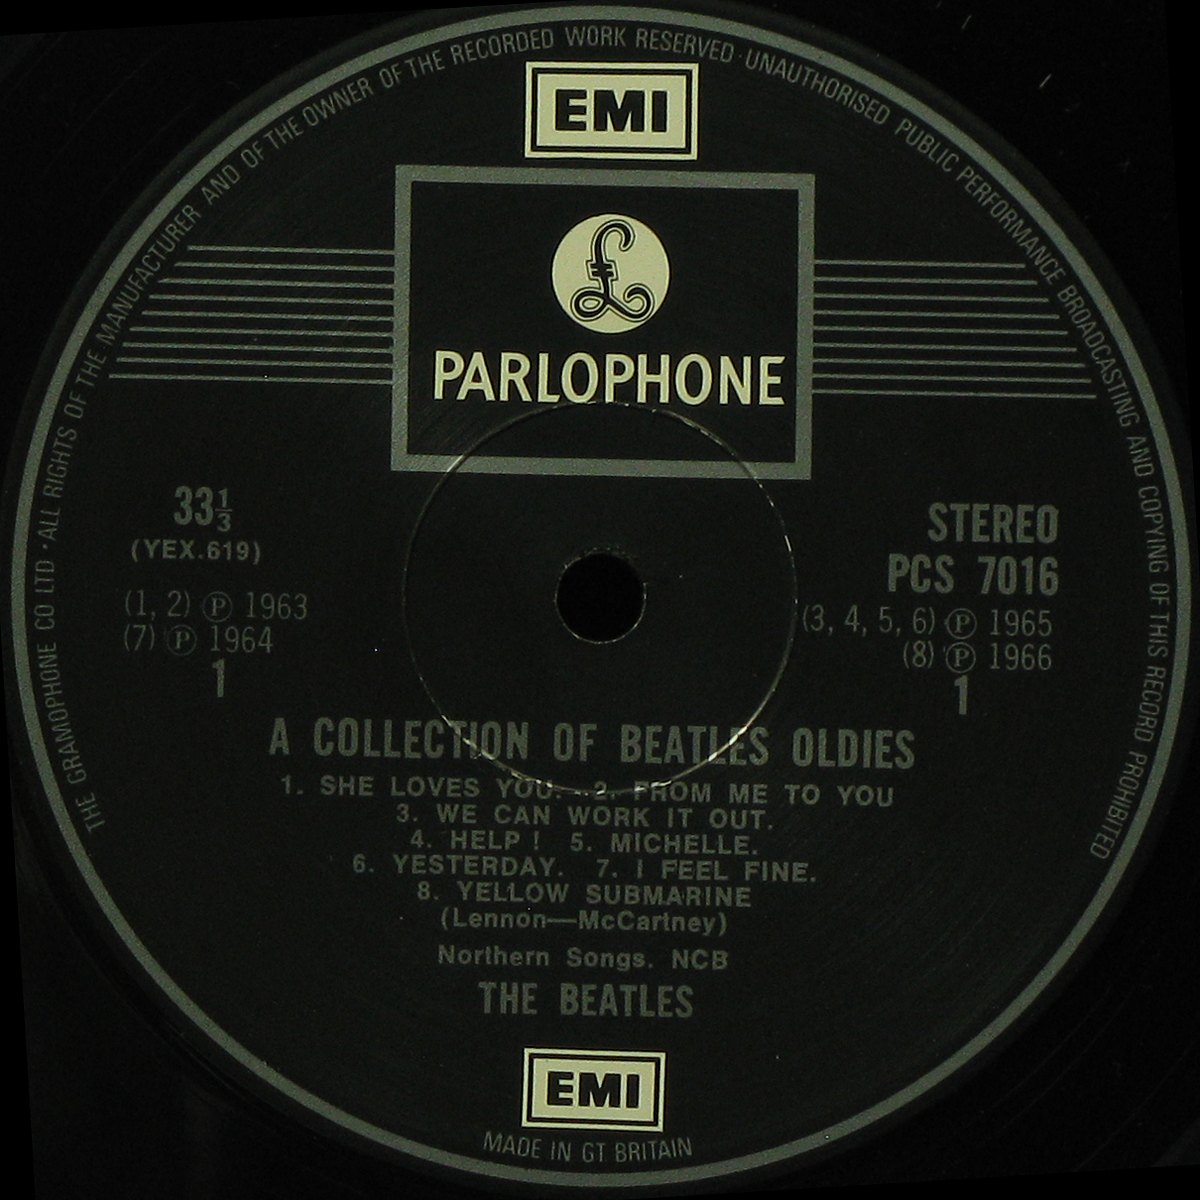 THE GRAMOPHONE CO LTD · ALL RIGHTS OF THE MANUFACTURER AND OF THE OWNER OF THE RECORDED WORK RESERVED · UNAUTHORISED PUBLIC PERFORMANCE BROADCASTING AND COPYING OF THIS RECORD PROHIBITED
EMI
£
PARLOPHONE
33⅓
(YEX.619)
(1, 2) Ⓟ 1963
(7) Ⓟ 1964
1
STEREO
PCS 7016
(3, 4, 5, 6) Ⓟ 1965
(8) Ⓟ 1966
1
A COLLECTION OF BEATLES OLDIES
1. SHE LOVES YOU. 2. FROM ME TO YOU
3. WE CAN WORK IT OUT.
4. HELP ! 5. MICHELLE.
6. YESTERDAY. 7. I FEEL FINE.
8. YELLOW SUBMARINE
(Lennon—McCartney)
Northern Songs. NCB
THE BEATLES
EMI
MADE IN GT BRITAIN